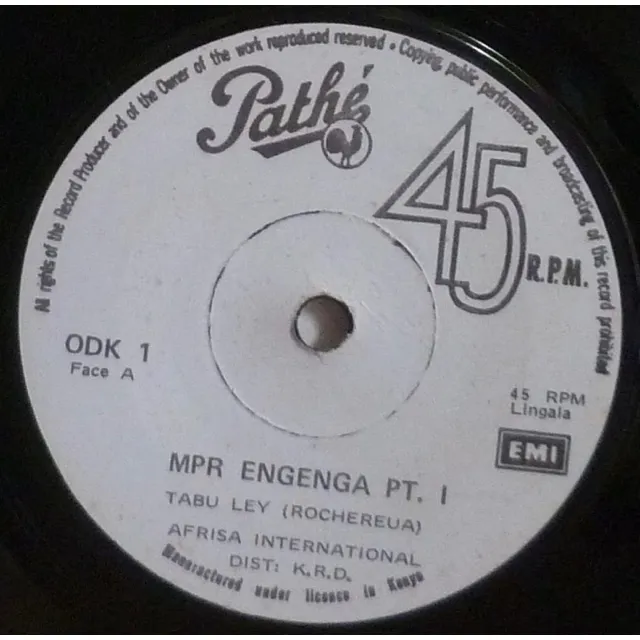 All rights of the Record Producer and of the Owner of the work reproduced reserved • Copying, public performance and broadcasting of this record prohibited
Pathé
45
R.P.M.
ODK 1
Face A
45 RPM
Lingala
EMI
MPR ENGENGA PT. I
TABU LEY (ROCHEREUA)
AFRISA INTERNATIONAL
DIST: K.R.D.
Manufactured under licence in Kenya